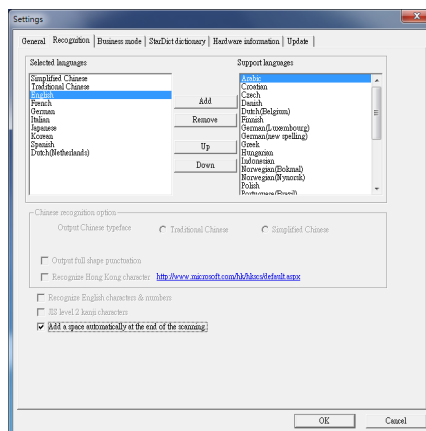 Settings
General Recognition Business mode StarDict dictionary Hardware information Update
Selected languages
Simplified Chinese
Traditional Chinese
English
French
German
Italian
Japanese
Korean
Spanish
Dutch(Netherlands)
Add
Remove
Up
Down
Support languages
Arabic
Croatian
Czech
Danish
Dutch(Belgium)
Finnish
German(Luxembourg)
German(new spelling)
Greek
Hungarian
Indonesian
Norwegian(Bokmal)
Norwegian(Nynorsk)
Polish
Portuguese(Brazil)
Chinese recognition option
Output Chinese typeface Traditional Chinese Simplified Chinese
Output full shape punctuation
Recognize Hong Kong character http://www.microsoft.com/hk/hkscs/default.aspx
Recognize English characters & numbers
JIS level 2 kanji characters
Add a space automatically at the end of the scanning
OK Cancel